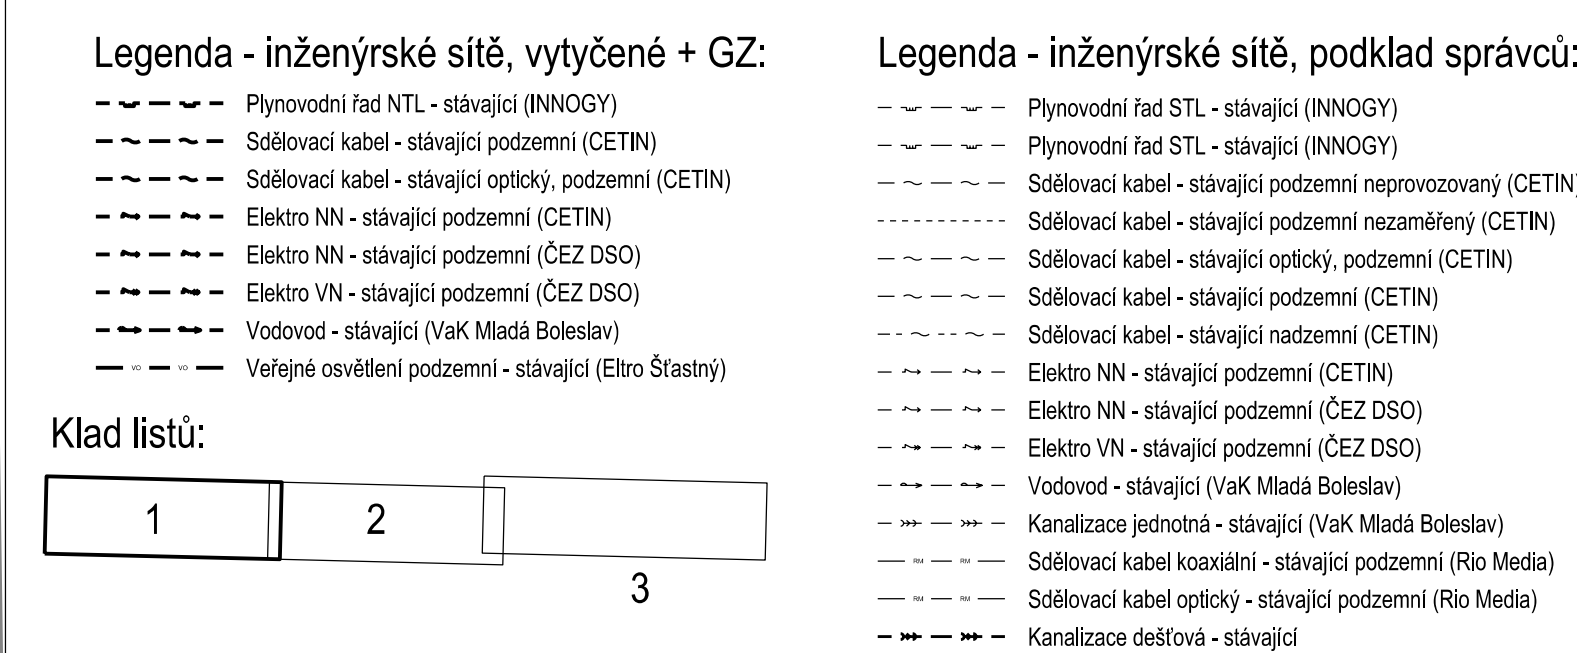 Legenda - inženýrské sítě, vytyčené + GZ:
Plynovodní řad NTL - stávající (INNOGY)
Sdělovací kabel - stávající podzemní (CETIN)
Sdělovací kabel - stávající optický, podzemní (CETIN)
Elektro NN - stávající podzemní (CETIN)
Elektro NN - stávající podzemní (ČEZ DSO)
Elektro VN - stávající podzemní (ČEZ DSO)
Vodovod - stávající (VaK Mladá Boleslav)
VO VO Veřejné osvětlení podzemní - stávající (Eltro Šťastný)
Klad listů:
1
2
3
Legenda - inženýrské sítě, podklad správců:
Plynovodní řad STL - stávající (INNOGY)
Plynovodní řad STL - stávající (INNOGY)
Sdělovací kabel - stávající podzemní neprovozovaný (CETIN)
Sdělovací kabel - stávající podzemní nezaměřený (CETIN)
Sdělovací kabel - stávající optický, podzemní (CETIN)
Sdělovací kabel - stávající podzemní (CETIN)
Sdělovací kabel - stávající nadzemní (CETIN)
Elektro NN - stávající podzemní (CETIN)
Elektro NN - stávající podzemní (ČEZ DSO)
Elektro VN - stávající podzemní (ČEZ DSO)
Vodovod - stávající (VaK Mladá Boleslav)
Kanalizace jednotná - stávající (VaK Mladá Boleslav)
RM RM Sdělovací kabel koaxiální - stávající podzemní (Rio Media)
RM RM Sdělovací kabel optický - stávající podzemní (Rio Media)
Kanalizace dešťová - stávající